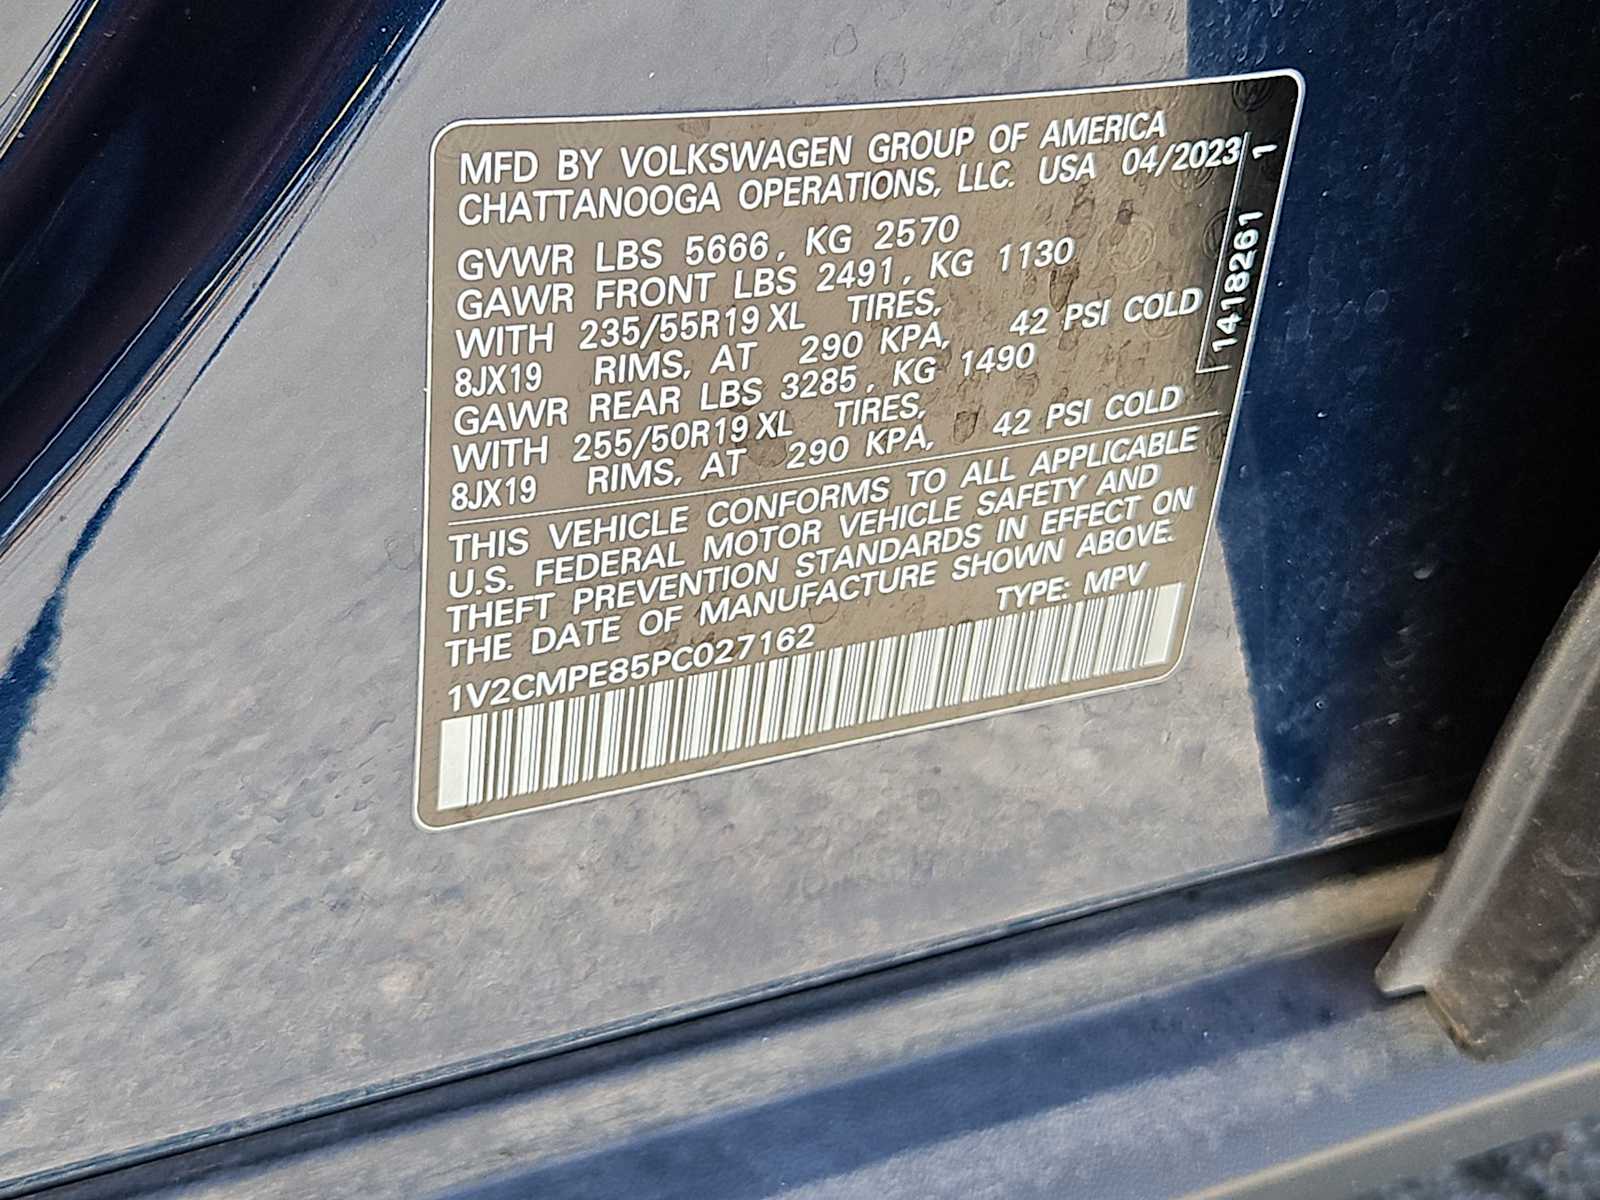 MFD BY VOLKSWAGEN GROUP OF AMERICA
CHATTANOOGA OPERATIONS, LLC. USA 04/2023
GVWR LBS 5666, KG 2570
GAWR FRONT LBS 2491, KG 1130
WITH 235/55R19 XL TIRES,
8JX19 RIMS, AT 290 KPA, 42 PSI COLD
GAWR REAR LBS 3285, KG 1490
WITH 255/50R19 XL TIRES,
8JX19 RIMS, AT 290 KPA, 42 PSI COLD
THIS VEHICLE CONFORMS TO ALL APPLICABLE
U.S. FEDERAL MOTOR VEHICLE SAFETY AND
THEFT PREVENTION STANDARDS IN EFFECT ON
THE DATE OF MANUFACTURE SHOWN ABOVE.
1V2CMPE85PC027162 TYPE: MPV
1418261 1